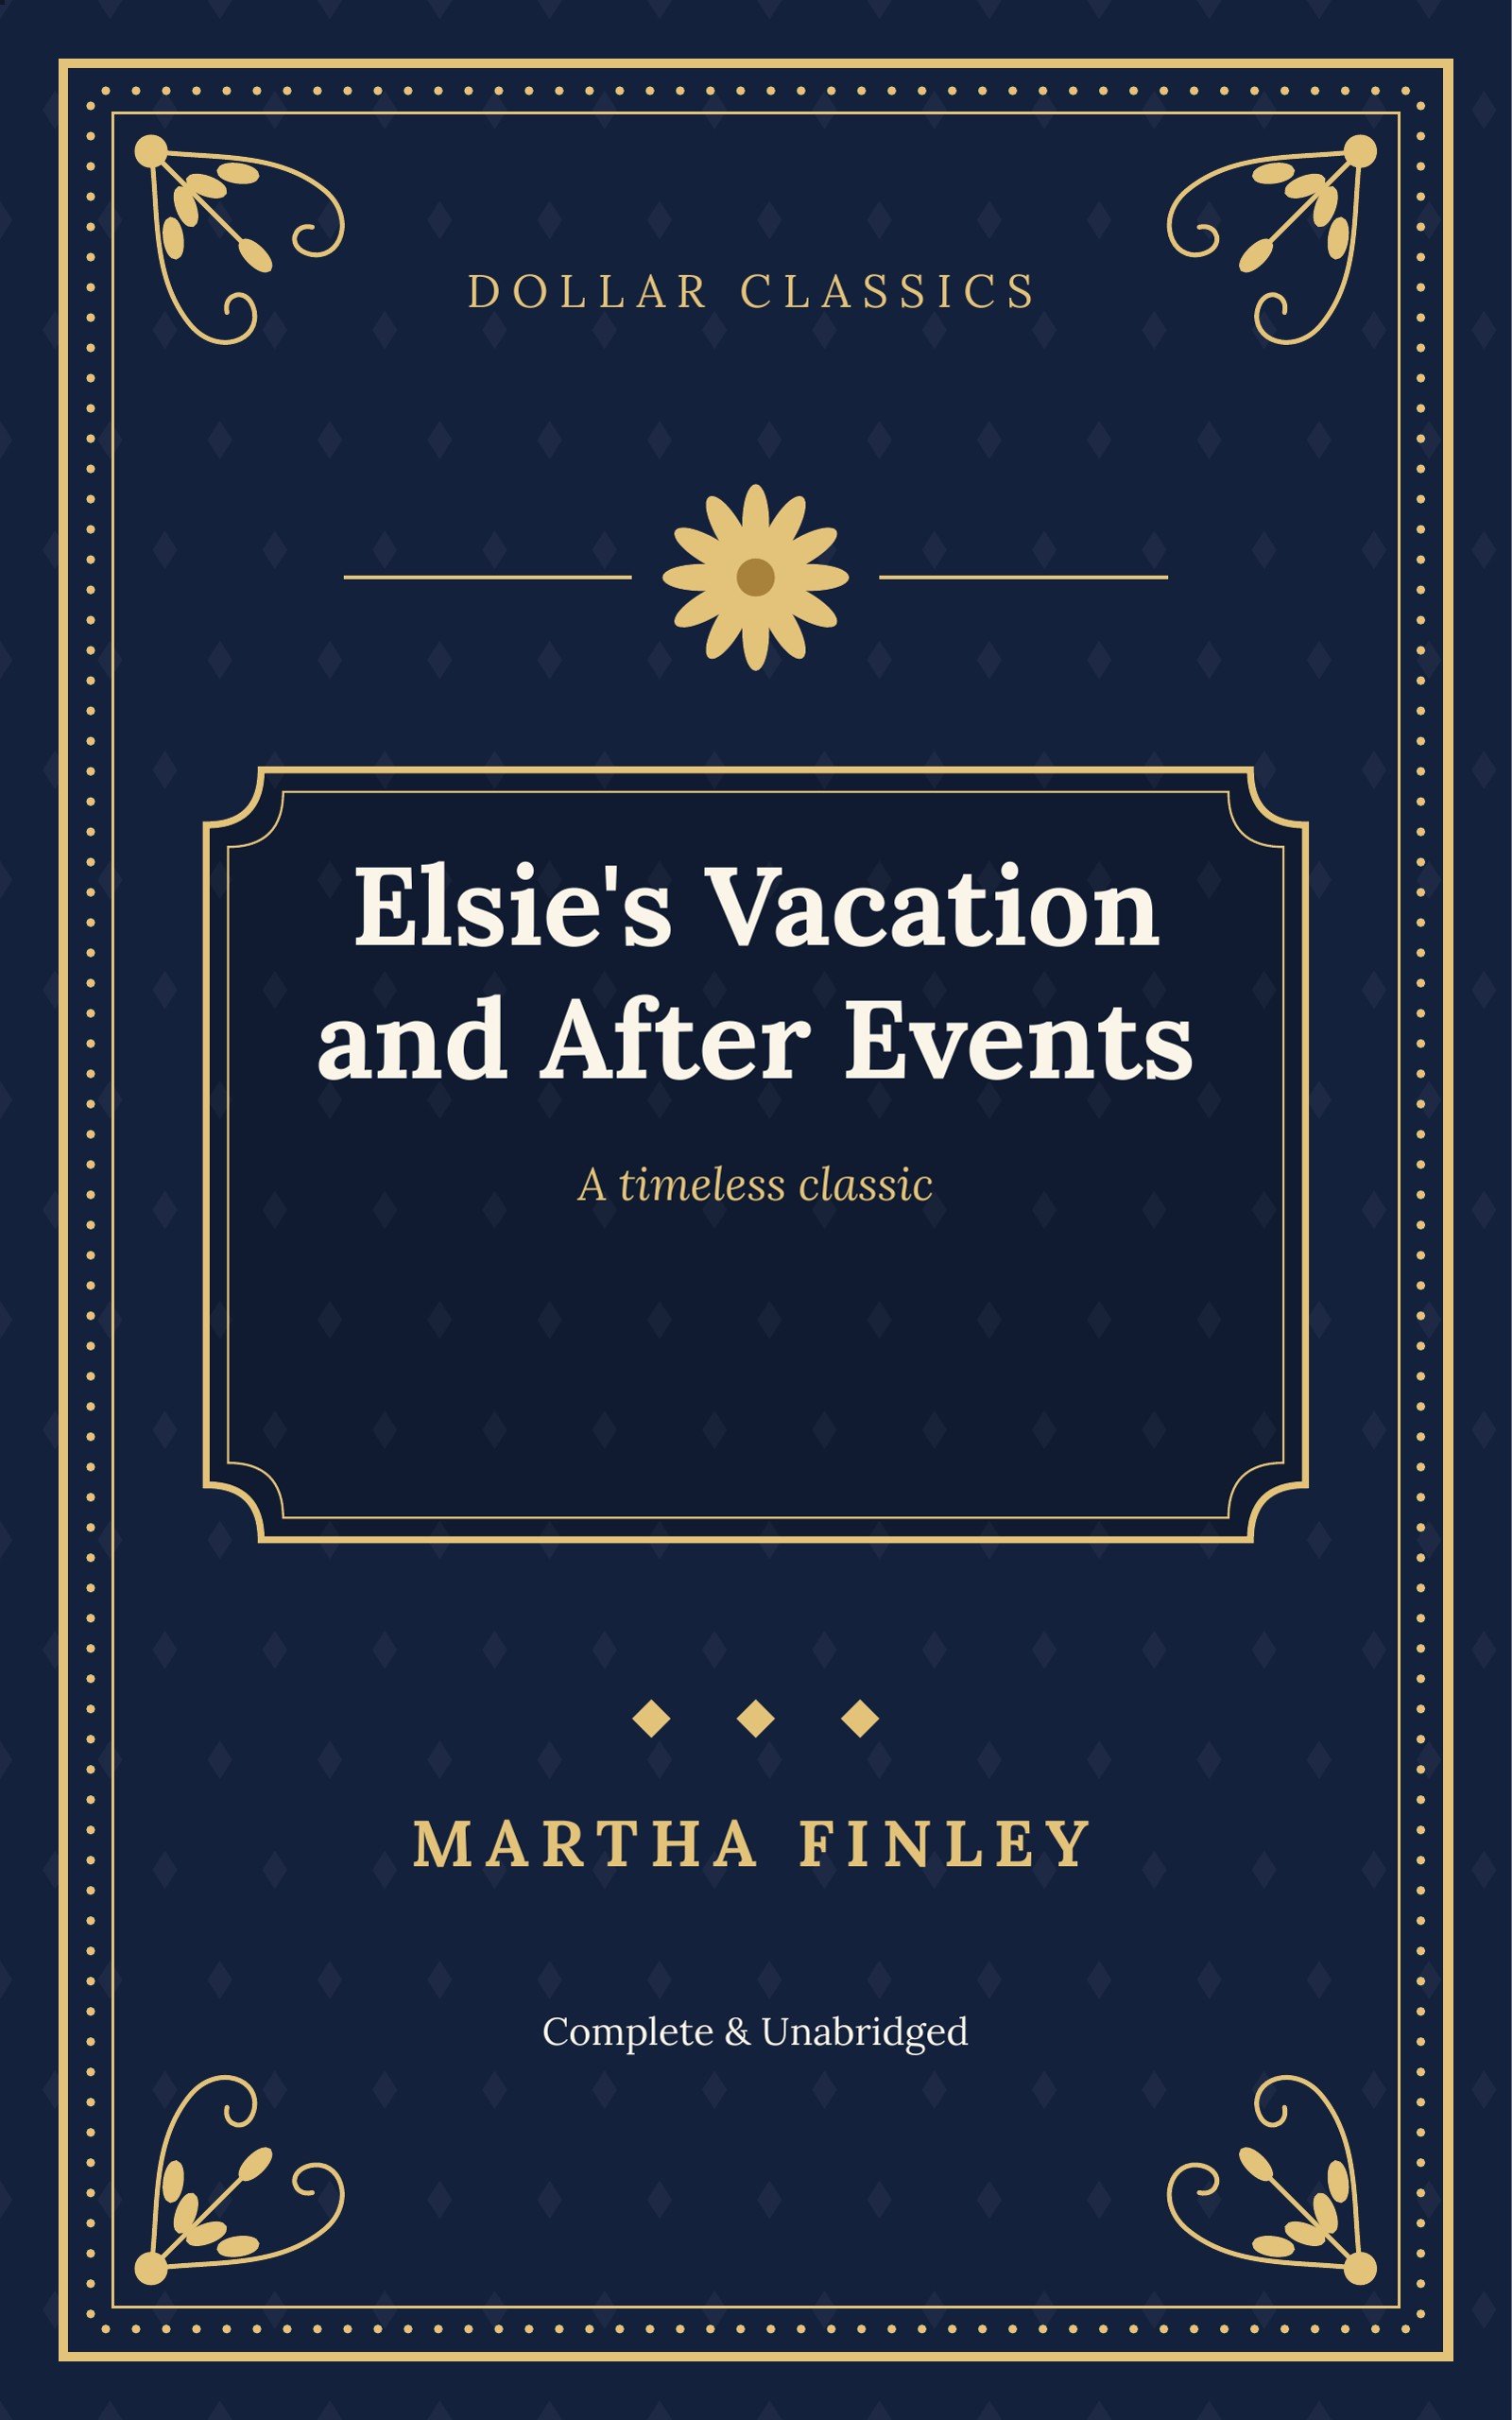 DOLLAR CLASSICS
Elsie's Vacation
and After Events
A timeless classic
MARTHA FINLEY
Complete & Unabridged